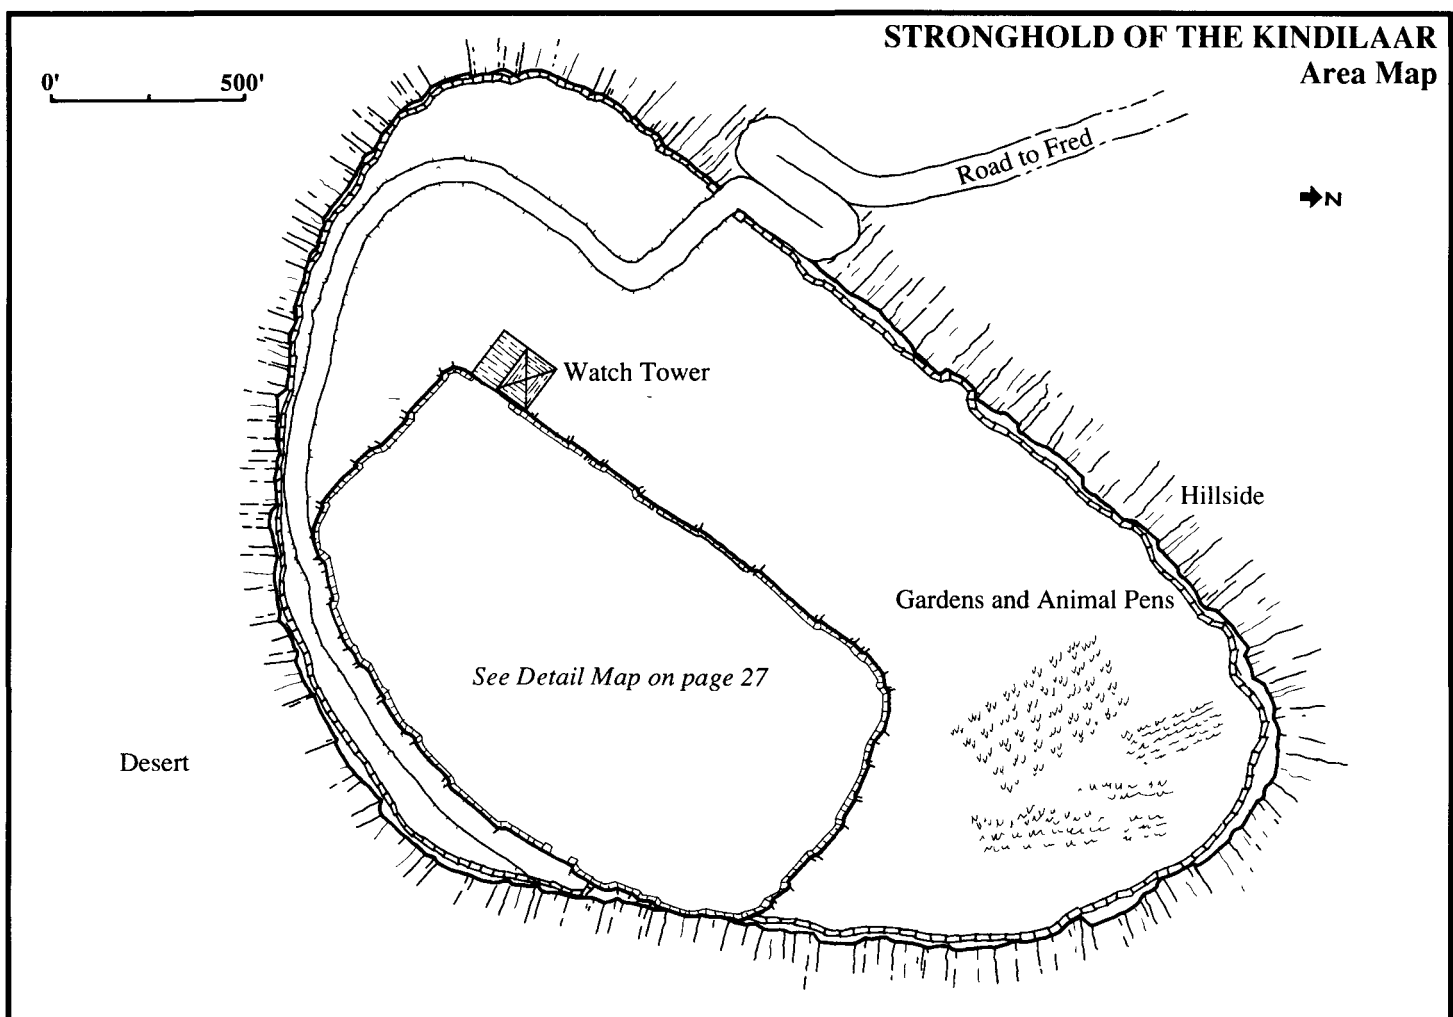 STRONGHOLD OF THE KINDILAAR
Area Map
0' 500'
Road to Fred
N
Watch Tower
Hillside
Gardens and Animal Pens
See Detail Map on page 27
Desert